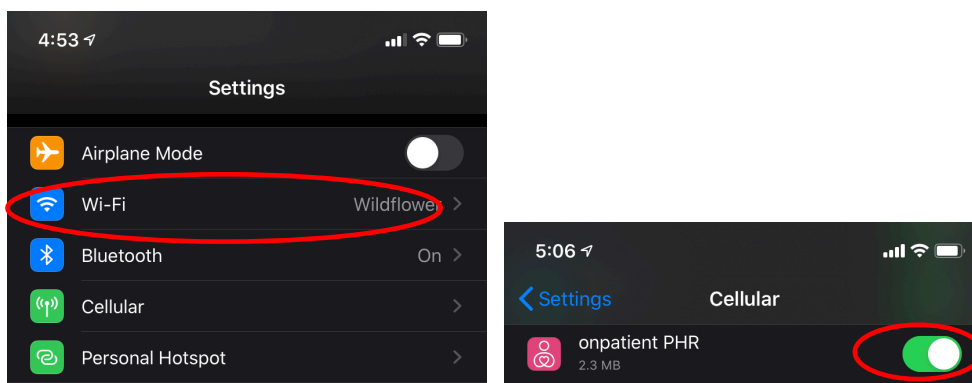 4:53
Settings
Airplane Mode
Wi-Fi Wildflower
Bluetooth On
Cellular
Personal Hotspot
5:06
Settings Cellular
onpatient PHR
2.3 MB